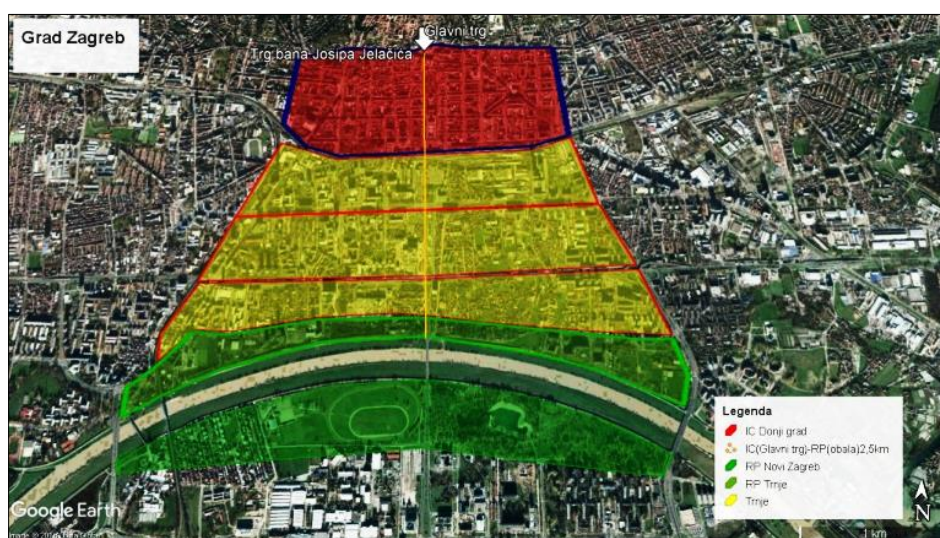 Grad Zagreb
Glavni trg
Trg bana Josipa Jelačića
Legenda
IC Donji grad
IC(Glavni trg)-RP(obala)2,5km
RP Novi Zagreb
RP Trnje
Trnje
Google Earth
N
1 km